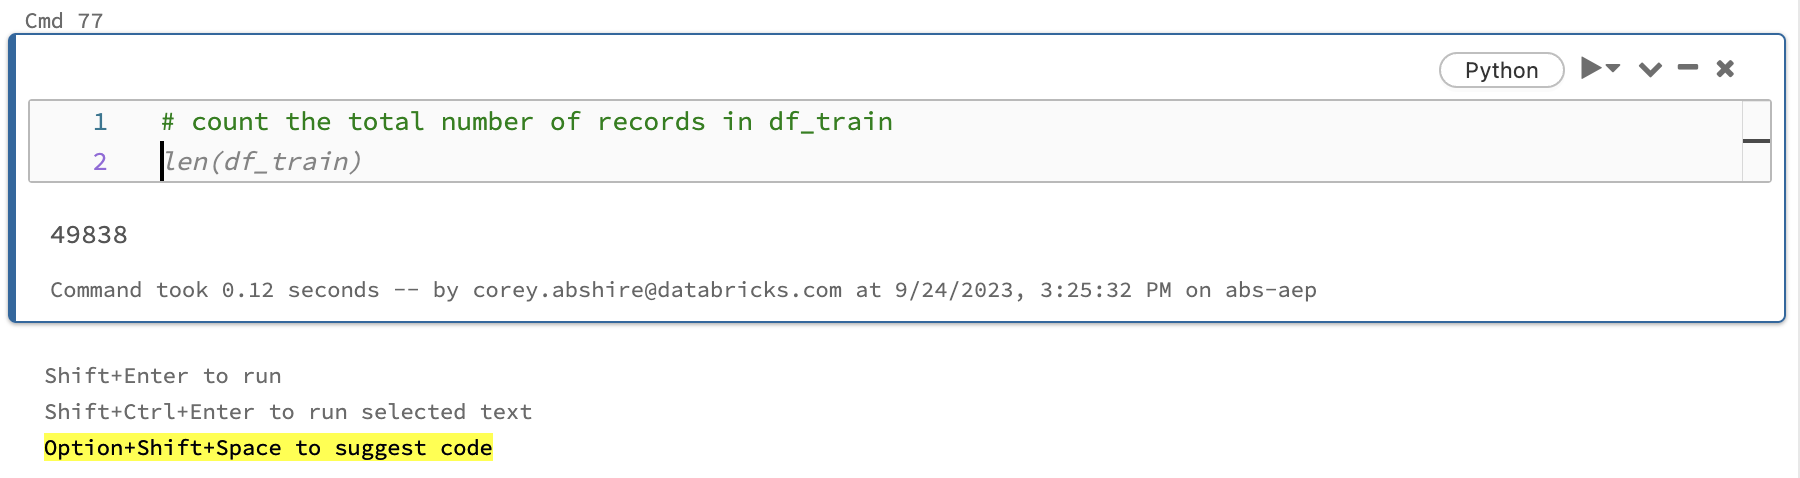 Cmd 77
Python
1 # count the total number of records in df_train
2 len(df_train)
49838
Command took 0.12 seconds -- by corey.abshire@databricks.com at 9/24/2023, 3:25:32 PM on abs-aep
Shift+Enter to run
Shift+Ctrl+Enter to run selected text
Option+Shift+Space to suggest code